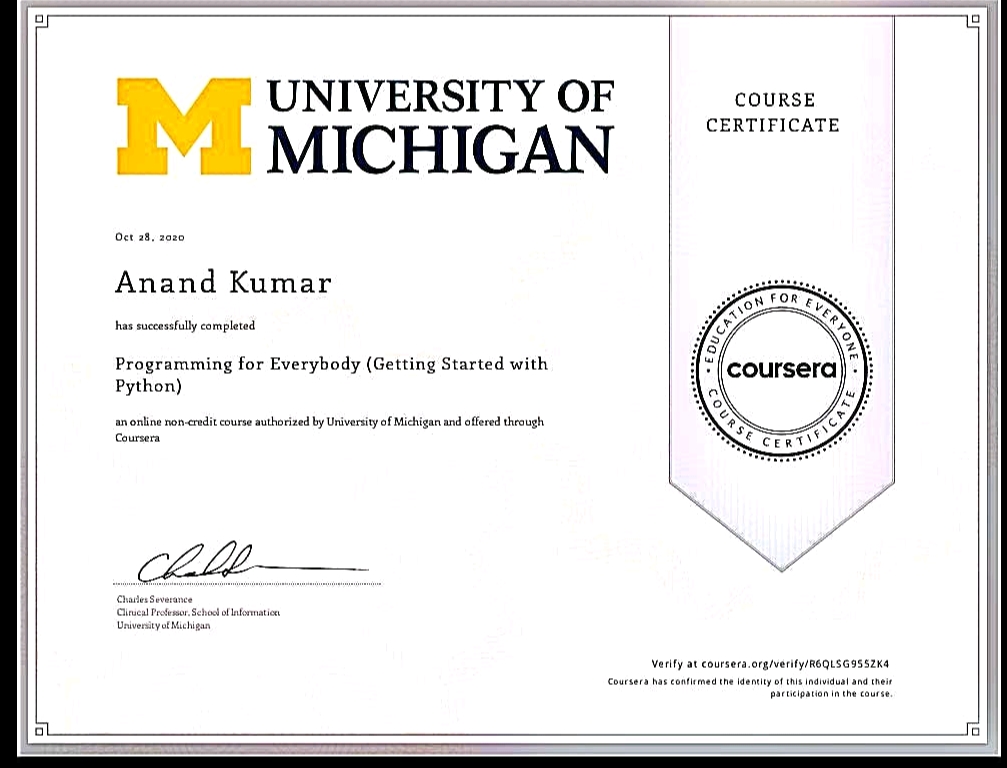 UNIVERSITY OF
MICHIGAN
COURSE
CERTIFICATE
Oct 28, 2020
Anand Kumar
has successfully completed
Programming for Everybody (Getting Started with
Python)
an online non-credit course authorized by University of Michigan and offered through
Coursera
EDUCATION FOR EVERYONE
coursera
COURSE CERTIFICATE
Charles Severance
Clinical Professor, School of Information
University of Michigan
Verify at coursera.org/verify/R6QLSG955ZK4
Coursera has confirmed the identity of this individual and their
participation in the course.